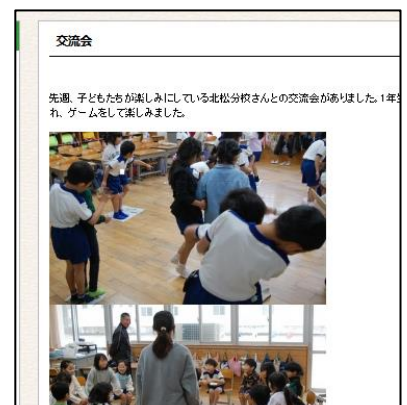 交流会
先週、子どもたちが楽しみにしている北松分校さんとの交流会がありました。1年
れ、ゲームをして楽しみました。